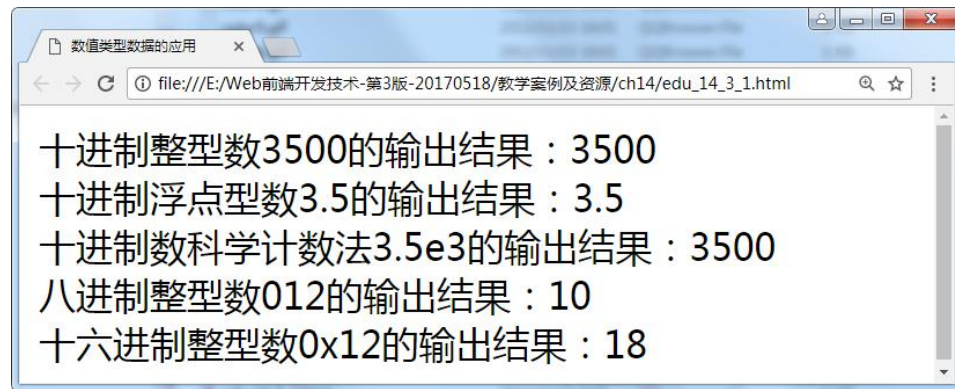 数值类型数据的应用
file:///E:/Web前端开发技术-第3版-20170518/教学案例及资源/ch14/edu_14_3_1.html
十进制整型数3500的输出结果：3500
十进制浮点型数3.5的输出结果：3.5
十进制数科学计数法3.5e3的输出结果：3500
八进制整型数012的输出结果：10
十六进制整型数0x12的输出结果：18